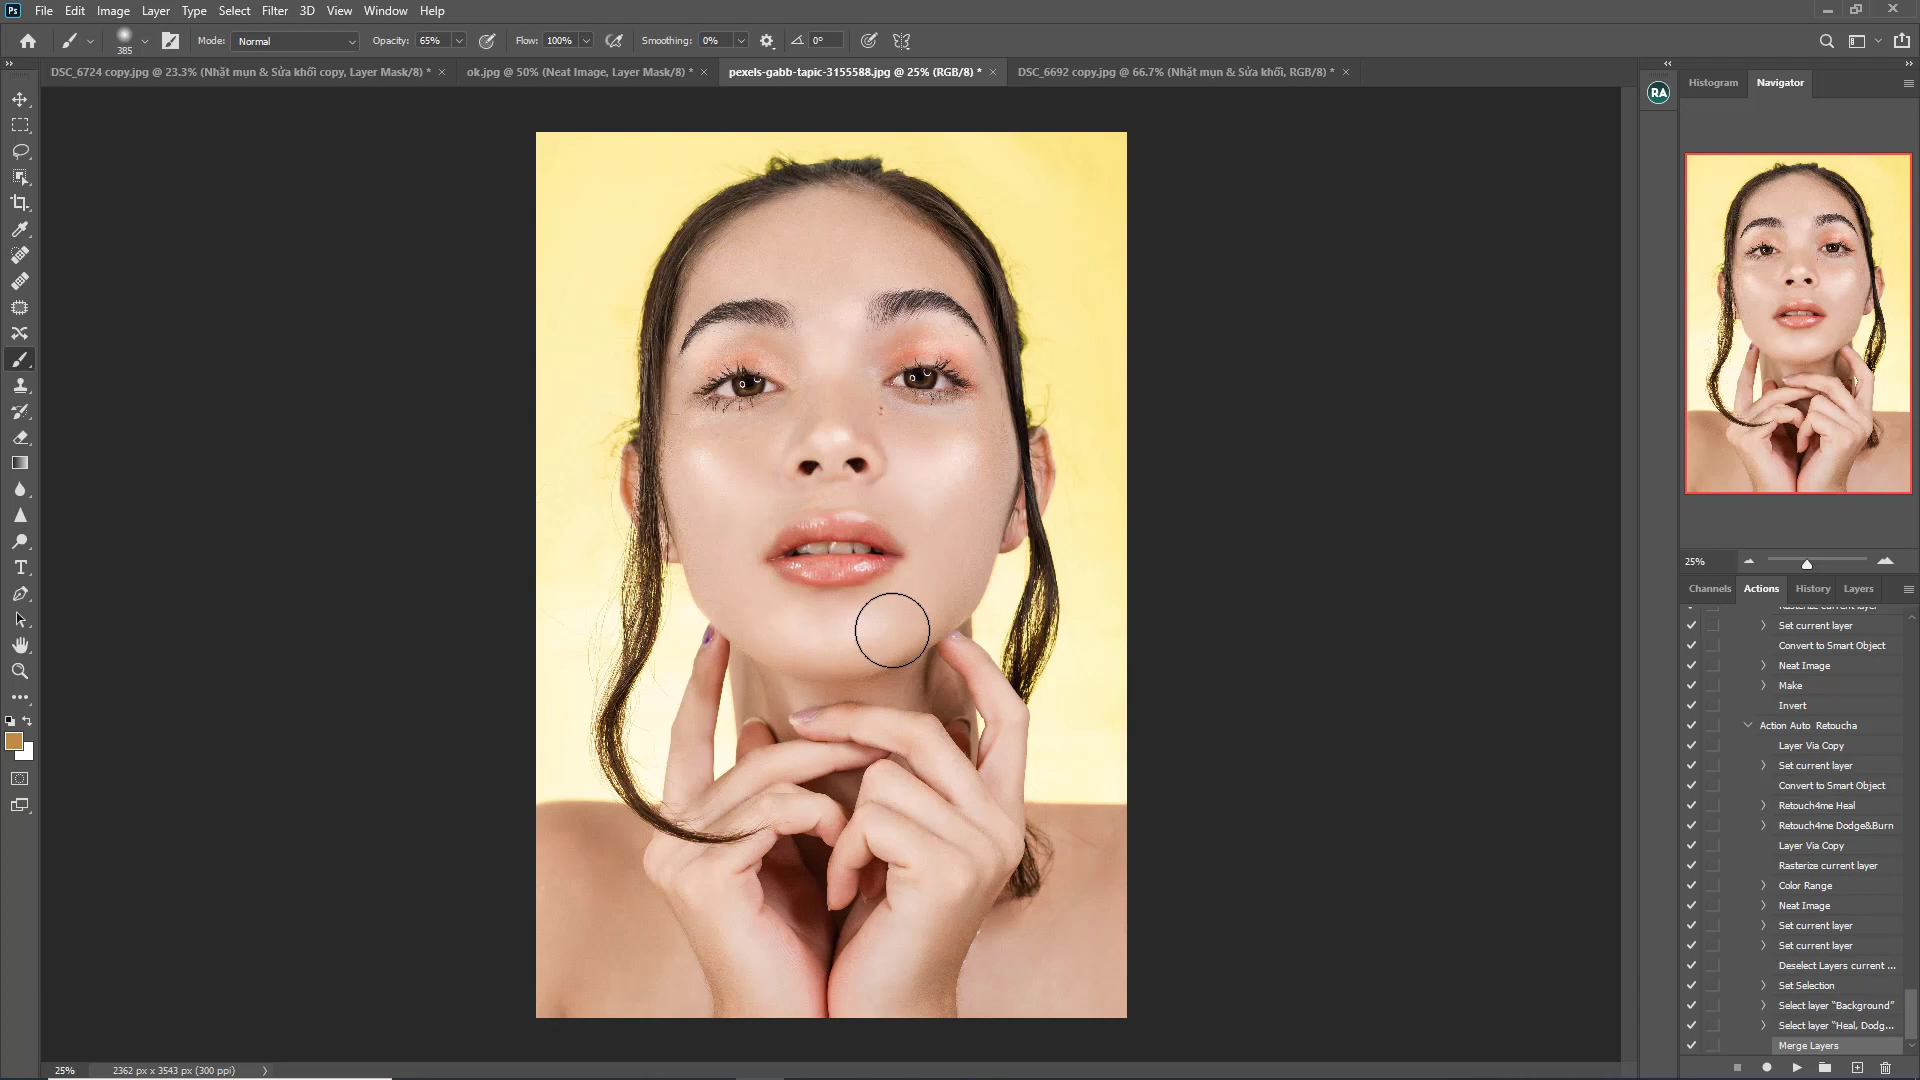 Ps File Edit Image Layer Type Select Filter 3D View Window Help
385 Mode: Normal Opacity: 65% Flow: 100% Smoothing: 0% 0°
DSC_6724 copy.jpg @ 23.3% (Nhặt mụn & Sửa khối copy, Layer Mask/8) * ok.jpg @ 50% (Neat Image, Layer Mask/8) * pexels-gabb-tapic-3155588.jpg @ 25% (RGB/8) * DSC_6692 copy.jpg @ 66.7% (Nhặt mụn & Sửa khối, RGB/8) *
RA
Histogram Navigator
25%
Channels Actions History Layers
Rasterize current layer
Set current layer
Convert to Smart Object
Neat Image
Make
Invert
Action Auto Retoucha
Layer Via Copy
Set current layer
Convert to Smart Object
Retouch4me Heal
Retouch4me Dodge&Burn
Layer Via Copy
Rasterize current layer
Color Range
Neat Image
Set current layer
Set current layer
Deselect Layers current ...
Set Selection
Select layer "Background"
Select layer "Heal, Dodg...
Merge Layers
25% 2362 px x 3543 px (300 ppi)